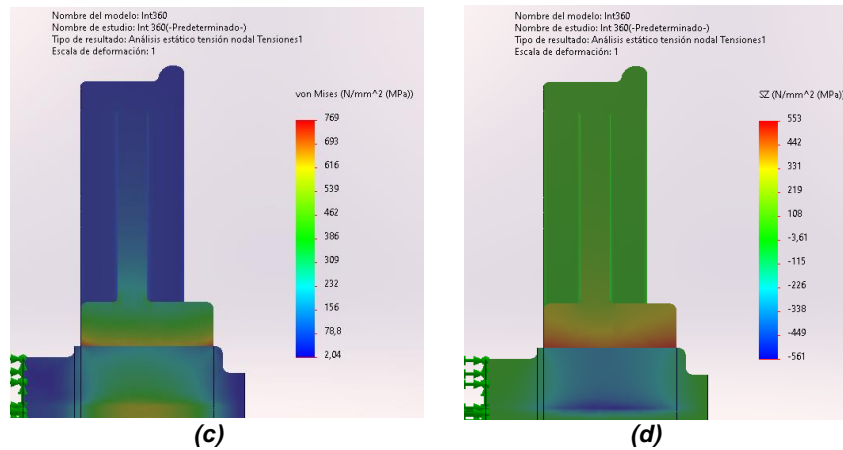 Nombre del modelo: Int360
Nombre de estudio: Int 360(-Predeterminado-)
Tipo de resultado: Análisis estático tensión nodal Tensiones1
Escala de deformación: 1
von Mises (N/mm^2 (MPa))
769
693
616
539
462
386
309
232
156
78,8
2,04
(c)
Nombre del modelo: Int360
Nombre de estudio: Int 360(-Predeterminado-)
Tipo de resultado: Análisis estático tensión nodal Tensiones1
Escala de deformación: 1
SZ (N/mm^2 (MPa))
553
442
331
219
108
-3,61
-115
-226
-338
-449
-561
(d)